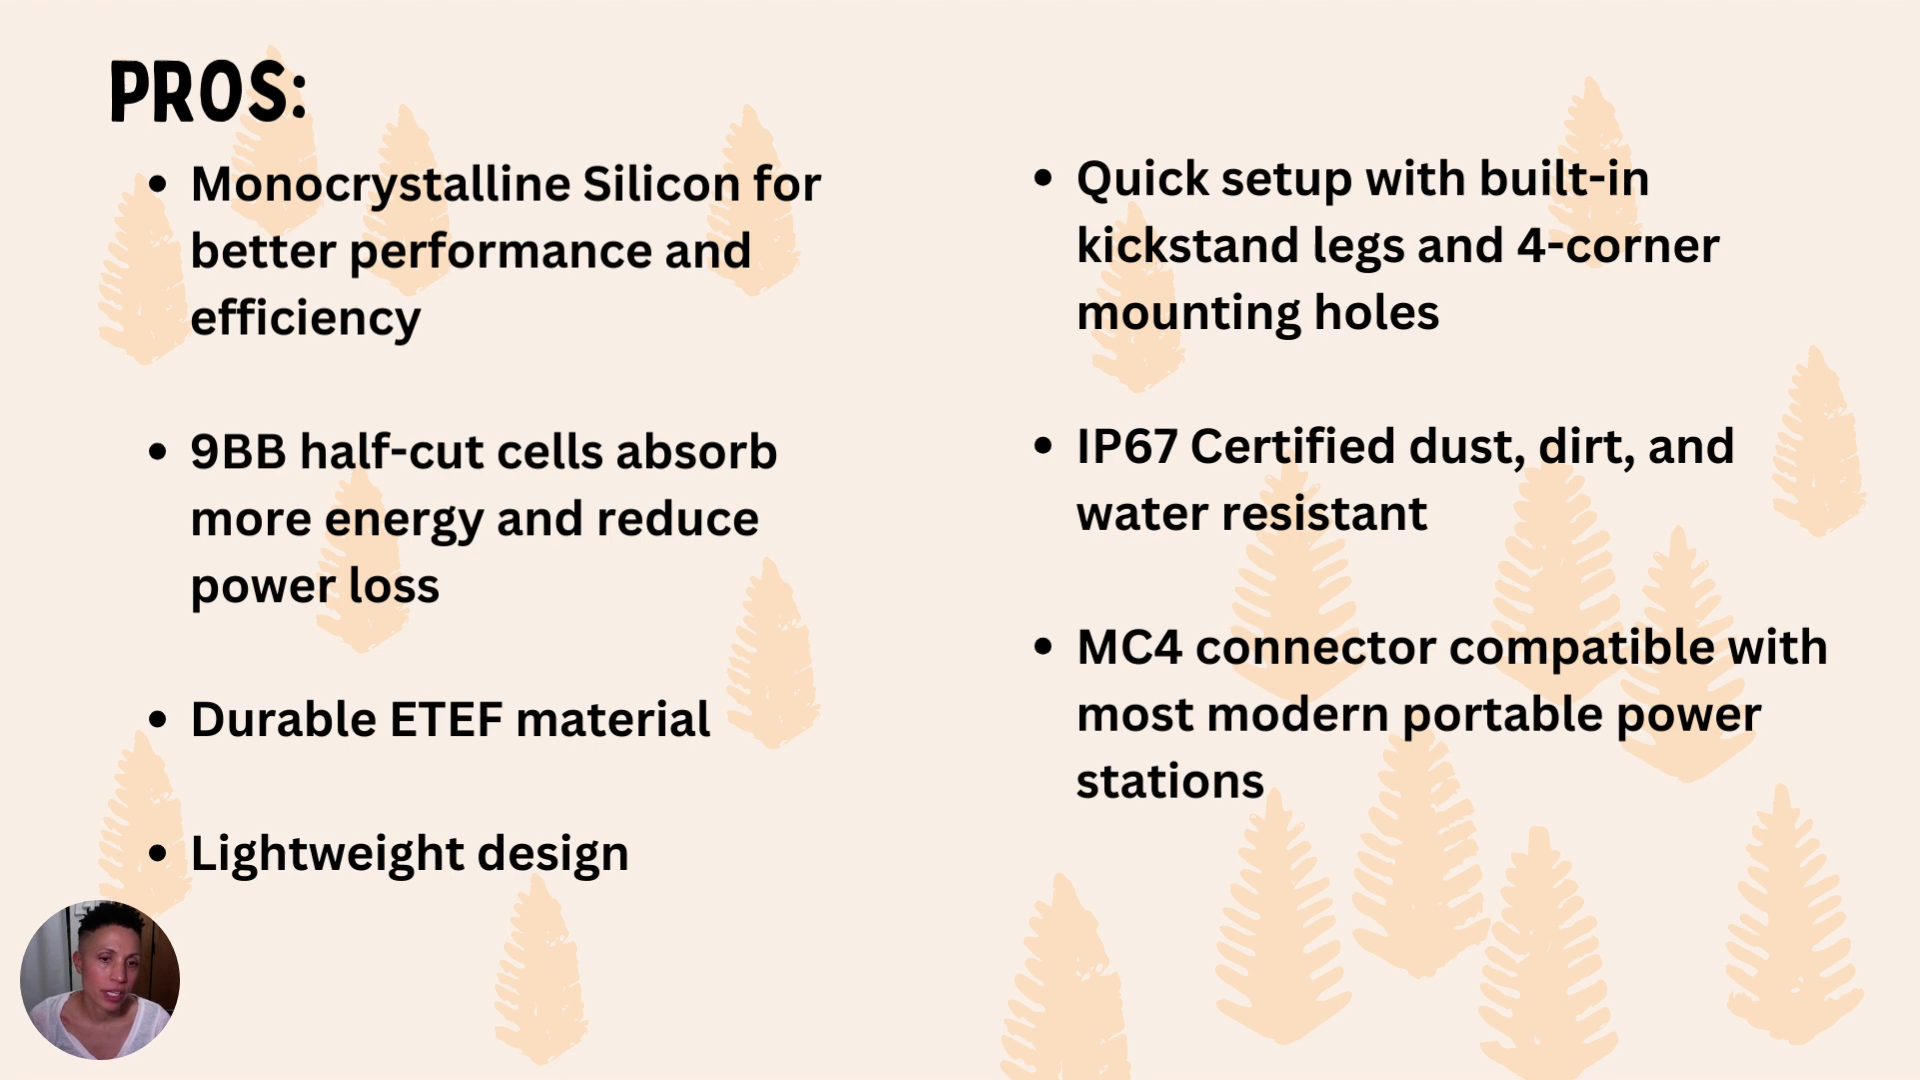 PROS:
Monocrystalline Silicon for
better performance and
efficiency
9BB half-cut cells absorb
more energy and reduce
power loss
Durable ETEF material
Lightweight design
Quick setup with built-in
kickstand legs and 4-corner
mounting holes
IP67 Certified dust, dirt, and
water resistant
MC4 connector compatible with
most modern portable power
stations